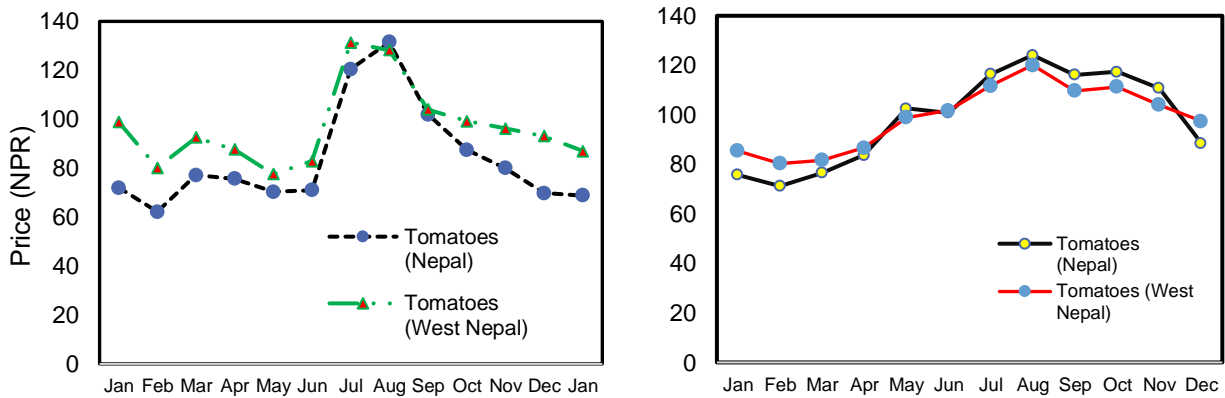 Price (NPR)
140
120
100
80
60
40
20
0
Jan Feb Mar Apr May Jun Jul Aug Sep Oct Nov Dec Jan
Tomatoes
(Nepal)
Tomatoes
(West Nepal)
140
120
100
80
60
40
20
0
Jan Feb Mar Apr May Jun Jul Aug Sep Oct Nov Dec
Tomatoes
(Nepal)
Tomatoes (West
Nepal)